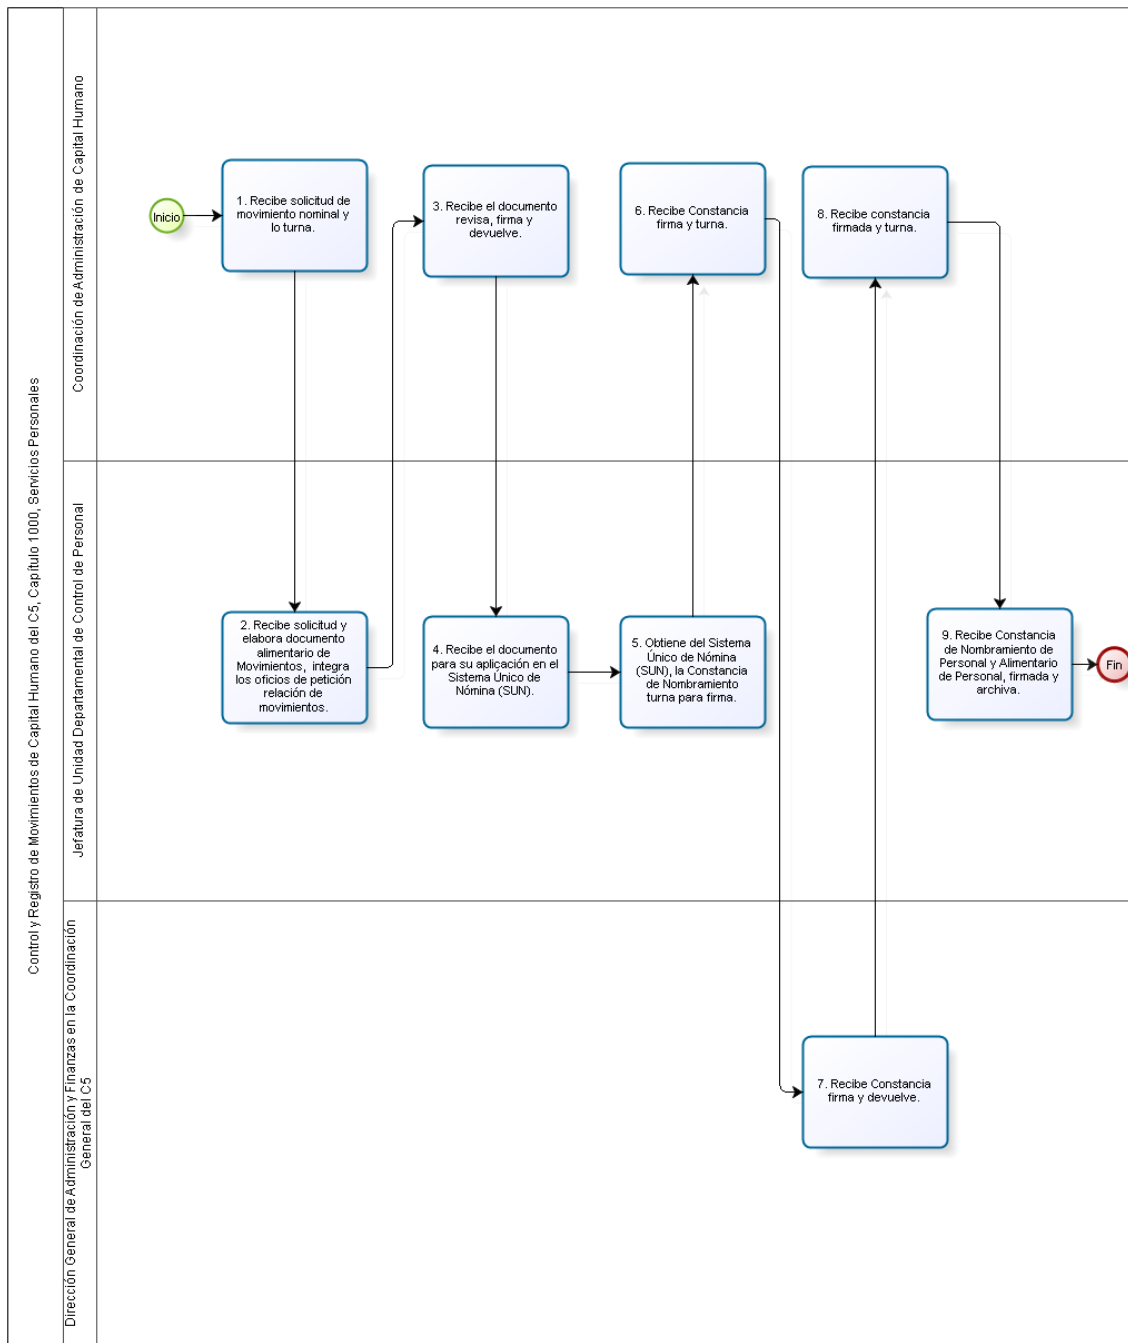 Control y Registro de Movimientos de Capital Humano del C5, Capítulo 1000, Servicios Personales
Coordinación de Administración de Capital Humano
Inicio
1. Recibe solicitud de
movimiento nominal y
lo turna.
3. Recibe el documento
revisa, firma y
devuelve.
6. Recibe Constancia
firma y turna.
8. Recibe constancia
firmada y turna.
Jefatura de Unidad Departamental de Control de Personal
2. Recibe solicitud y
elabora documento
alimentario de
Movimientos, integra
los oficios de petición
relación de
movimientos.
4. Recibe el documento
para su aplicación en el
Sistema Único de
Nómina (SUN).
5. Obtiene del Sistema
Único de Nómina
(SUN), la Constancia
de Nombramiento
turna para firma.
9. Recibe Constancia
de Nombramiento de
Personal y Alimentario
de Personal, firmada y
archiva.
Fin
Dirección General de Administración y Finanzas en la Coordinación
General del C5
7. Recibe Constancia
firma y devuelve.